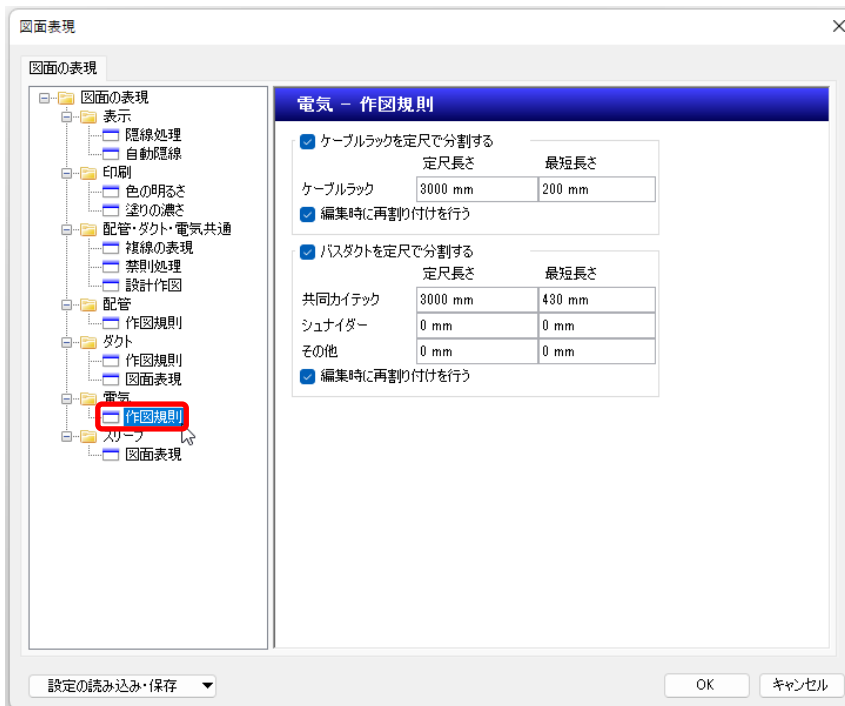 図面表現
図面の表現
図面の表現
表示
隠線処理
自動隠線
印刷
色の明るさ
塗りの濃さ
配管・ダクト・電気共通
複線の表現
禁則処理
設計作図
配管
作図規則
ダクト
作図規則
図面表現
電気
作図規則
スリーブ
図面表現
電気 － 作図規則
ケーブルラックを定尺で分割する
定尺長さ 最短長さ
ケーブルラック 3000 mm 200 mm
編集時に再割り付けを行う
バスダクトを定尺で分割する
定尺長さ 最短長さ
共同カイテック 3000 mm 430 mm
シュナイダー 0 mm 0 mm
その他 0 mm 0 mm
編集時に再割り付けを行う
設定の読み込み・保存
OK キャンセル